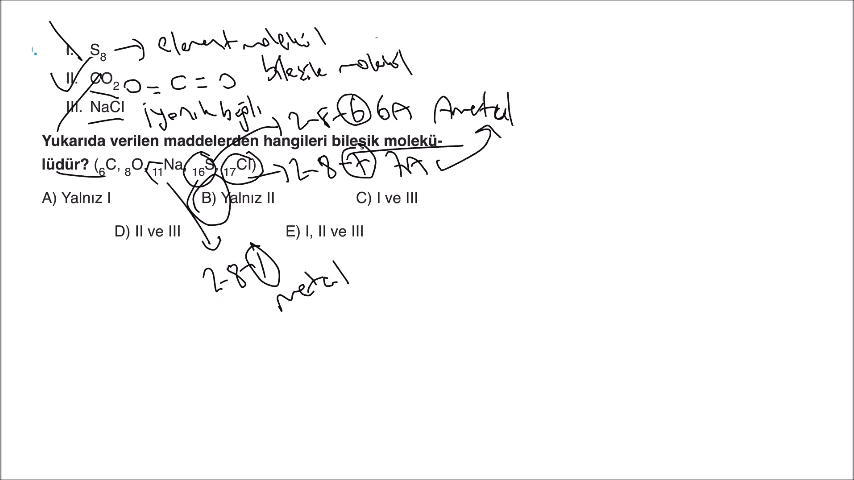 I. S₈ → element molekül
II. CO₂ O = C = O bileşik molekül
III. NaCl iyonik bağlı 2-8-6 6A Ametal
Yukarıda verilen maddelerden hangileri bileşik molekü-
lüdür? (₆C, ₈O, ₁₁Na, ₁₆S, ₁₇Cl) → 2-8-7 7A
A) Yalnız I B) Yalnız II C) I ve III
D) II ve III E) I, II ve III
2-8-1
metal